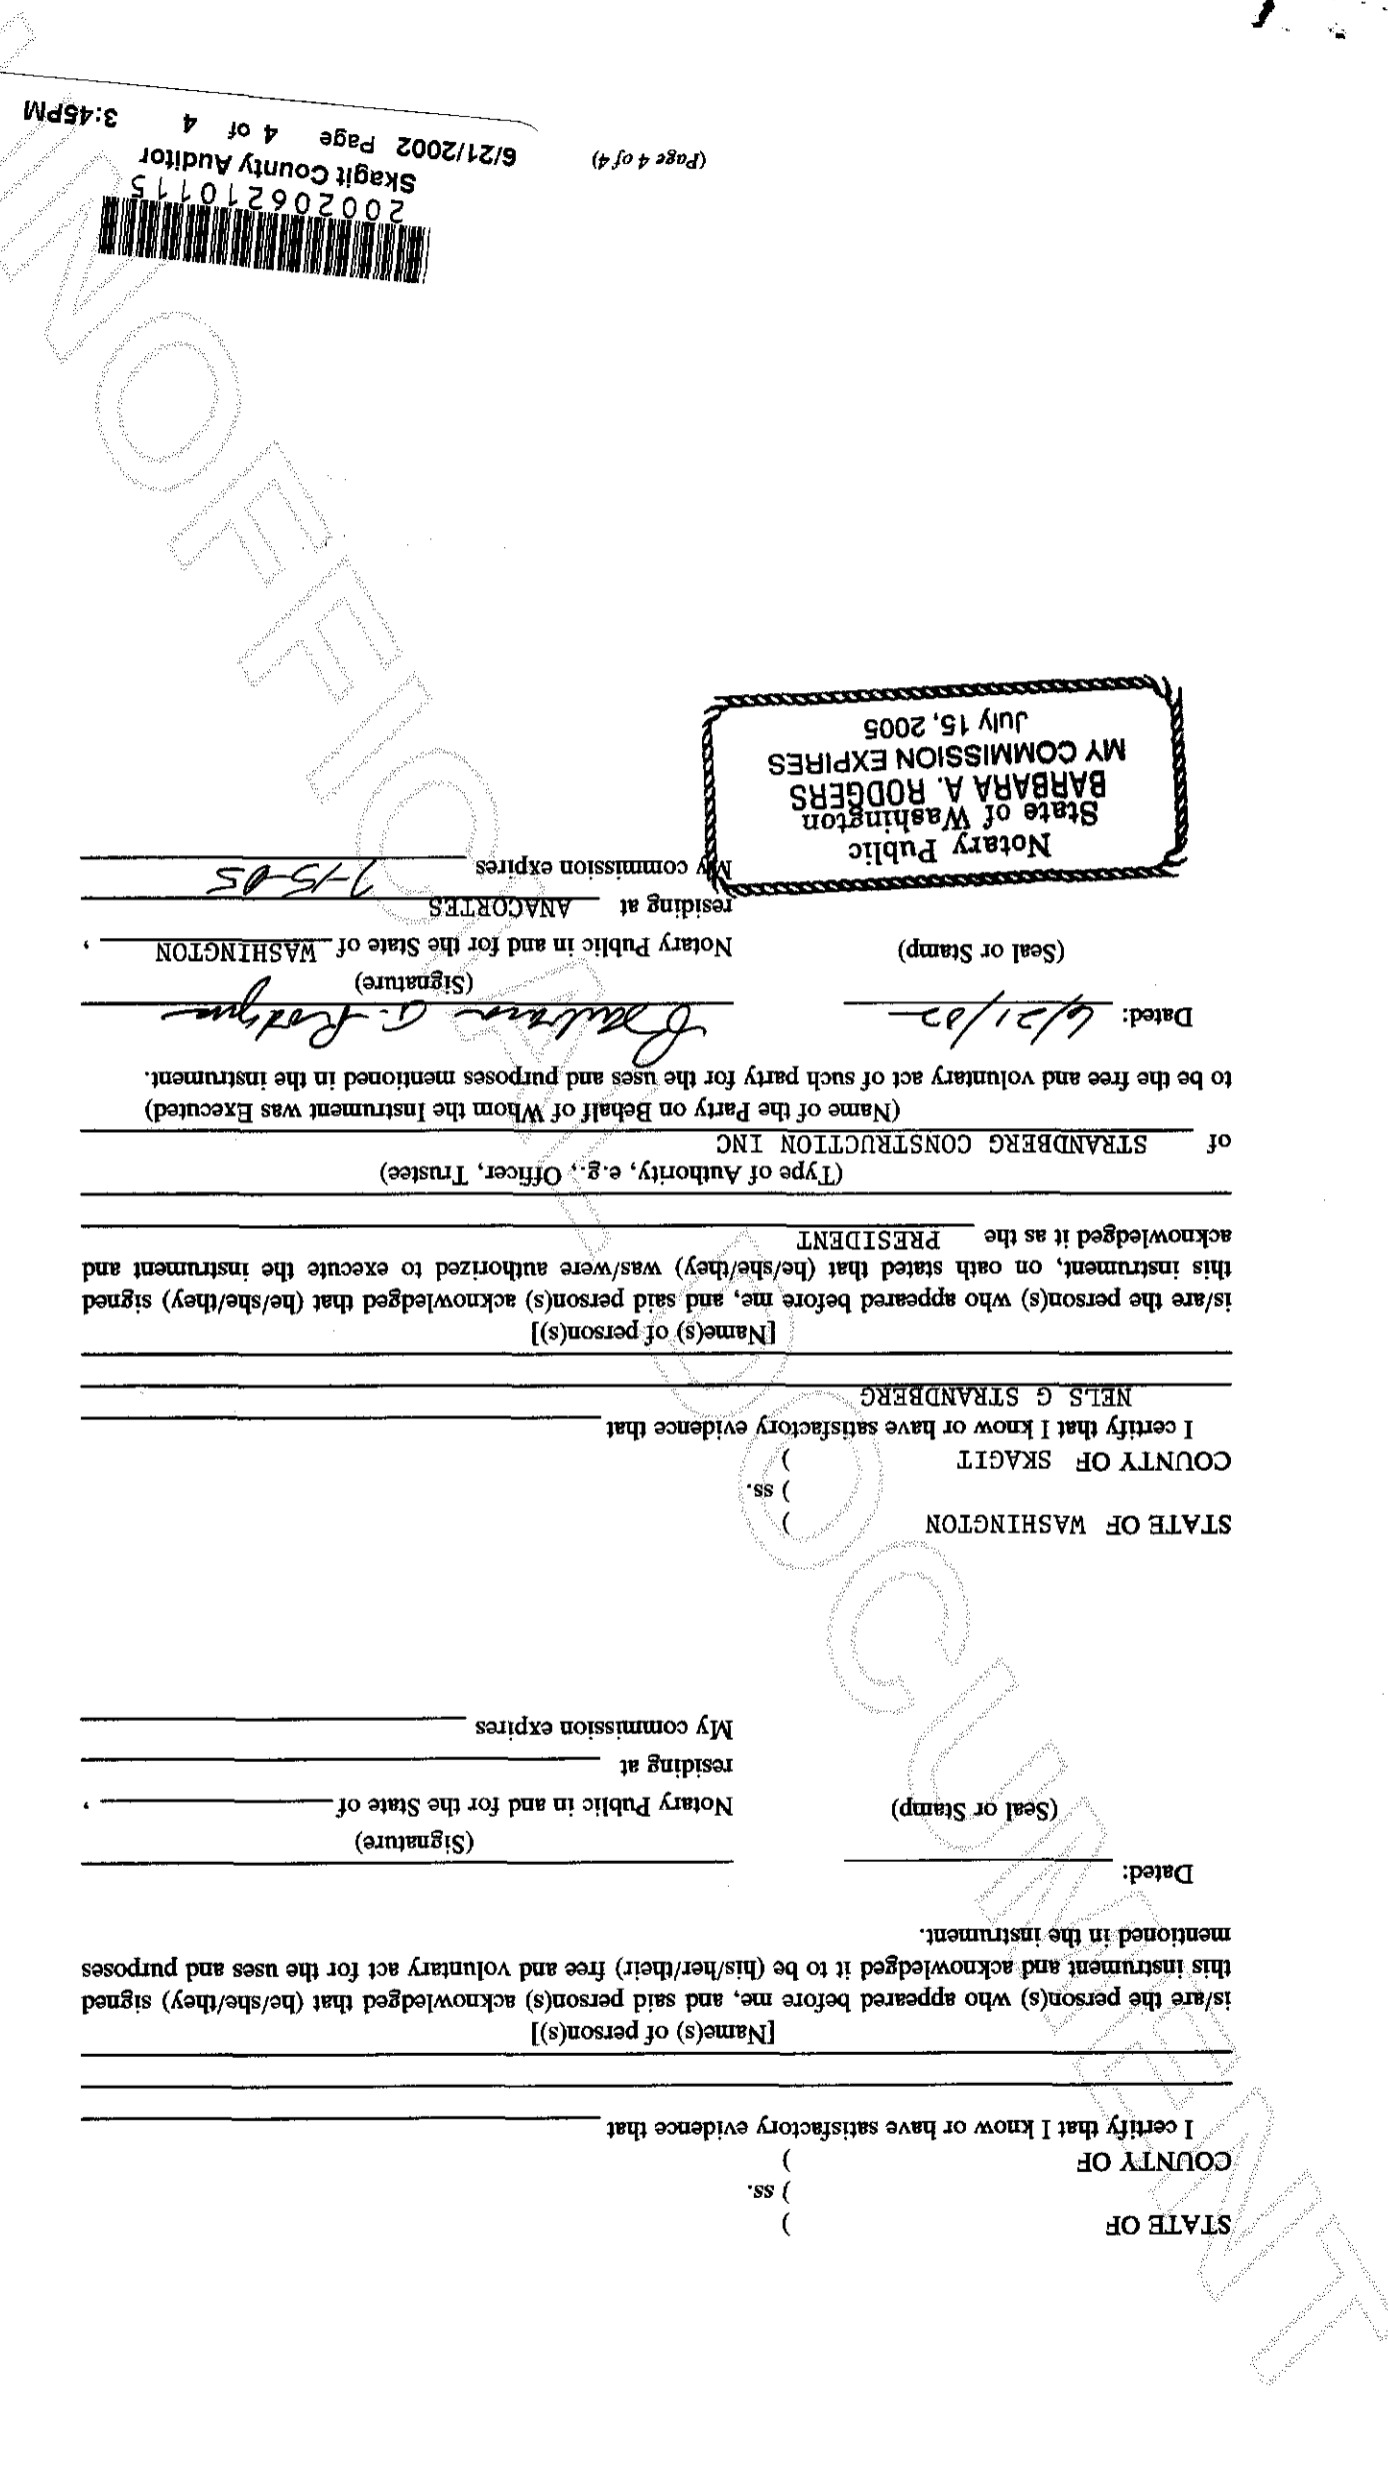 STATE OF )
) ss.
COUNTY OF )
I certify that I know or have satisfactory evidence that
[Name(s) of person(s)]
is/are the person(s) who appeared before me, and said person(s) acknowledged that (he/she/they) signed
this instrument and acknowledged it to be (his/her/their) free and voluntary act for the uses and purposes
mentioned in the instrument.
Dated:
(Signature)
(Seal or Stamp)
Notary Public in and for the State of ,
residing at
My commission expires
STATE OF WASHINGTON )
) ss.
COUNTY OF SKAGIT )
I certify that I know or have satisfactory evidence that
NELS G STRANDBERG
[Name(s) of person(s)]
is/are the person(s) who appeared before me, and said person(s) acknowledged that (he/she/they) signed
this instrument, on oath stated that (he/she/they) was/were authorized to execute the instrument and
acknowledged it as the PRESIDENT
(Type of Authority, e.g., Officer, Trustee)
of STRANDBERG CONSTRUCTION INC
(Name of the Party on Behalf of Whom the Instrument was Executed)
to be the free and voluntary act of such party for the uses and purposes mentioned in the instrument.
Dated: 6/21/02 Barbara A. Rodgers
(Signature)
(Seal or Stamp)
Notary Public in and for the State of WASHINGTON ,
residing at ANACORTES
My commission expires 7-15-05
Notary Public
State of Washington
BARBARA A. RODGERS
MY COMMISSION EXPIRES
July 15, 2005
200206210115
Skagit County Auditor
6/21/2002 Page 4 of 4 3:45PM
(Page 4 of 4)
UNOFFICIAL DOCUMENT